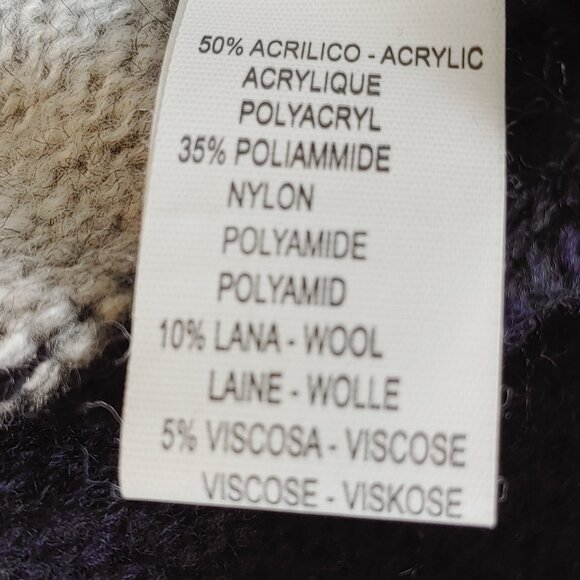 50% ACRILICO - ACRYLIC
ACRYLIQUE
POLYACRYL
35% POLIAMMIDE
NYLON
POLYAMIDE
POLYAMID
10% LANA - WOOL
LAINE - WOLLE
5% VISCOSA - VISCOSE
VISCOSE - VISKOSE